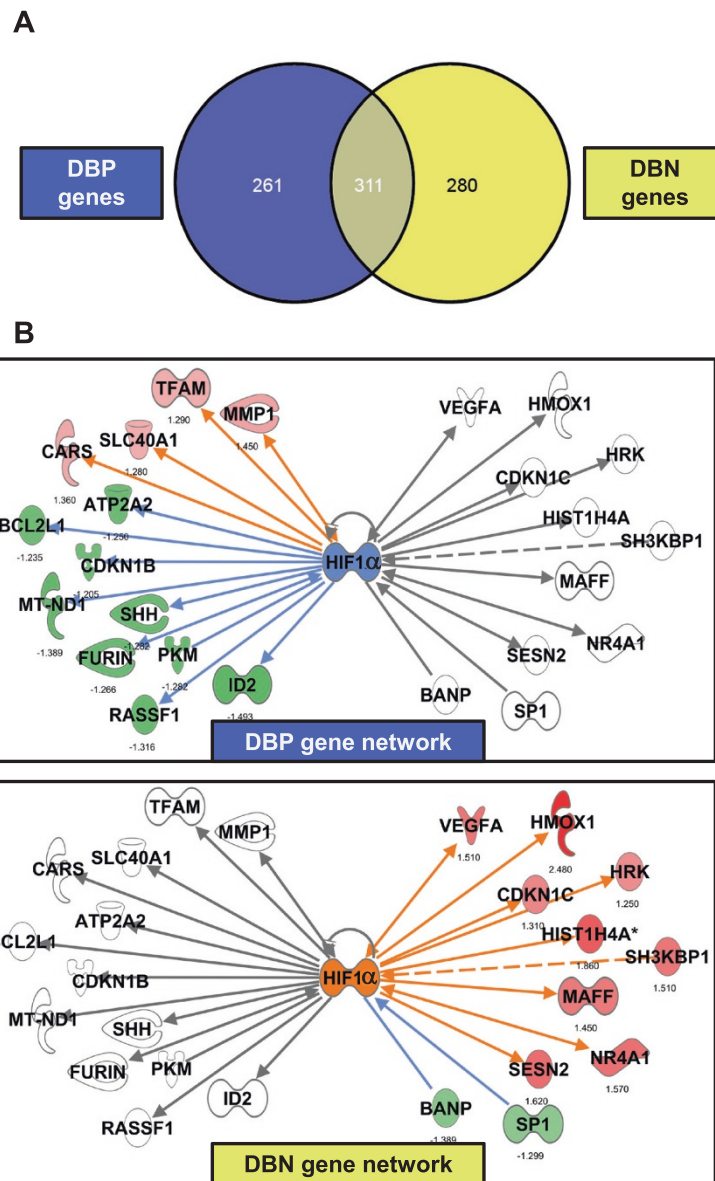 A
DBP
genes
261
311
280
DBN
genes
B
TFAM
1.290
MMP1
1.450
SLC40A1
1.280
CARS
1.360
ATP2A2
-1.250
BCL2L1
-1.235
CDKN1B
-1.205
MT-ND1
-1.389
SHH
FURIN
-1.266
PKM
-1.282
RASSF1
-1.316
ID2
-1.493
HIF1α
VEGFA
HMOX1
HRK
CDKN1C
HIST1H4A
SH3KBP1
MAFF
NR4A1
SESN2
BANP
SP1
DBP gene network
TFAM
MMP1
SLC40A1
CARS
ATP2A2
CL2L1
CDKN1B
MT-ND1
SHH
FURIN
PKM
RASSF1
ID2
HIF1α
VEGFA
1.510
HMOX1
2.480
HRK
1.250
CDKN1C
1.310
HIST1H4A*
1.860
SH3KBP1
1.510
MAFF
1.450
NR4A1
1.570
SESN2
1.620
BANP
-1.389
SP1
-1.299
DBN gene network